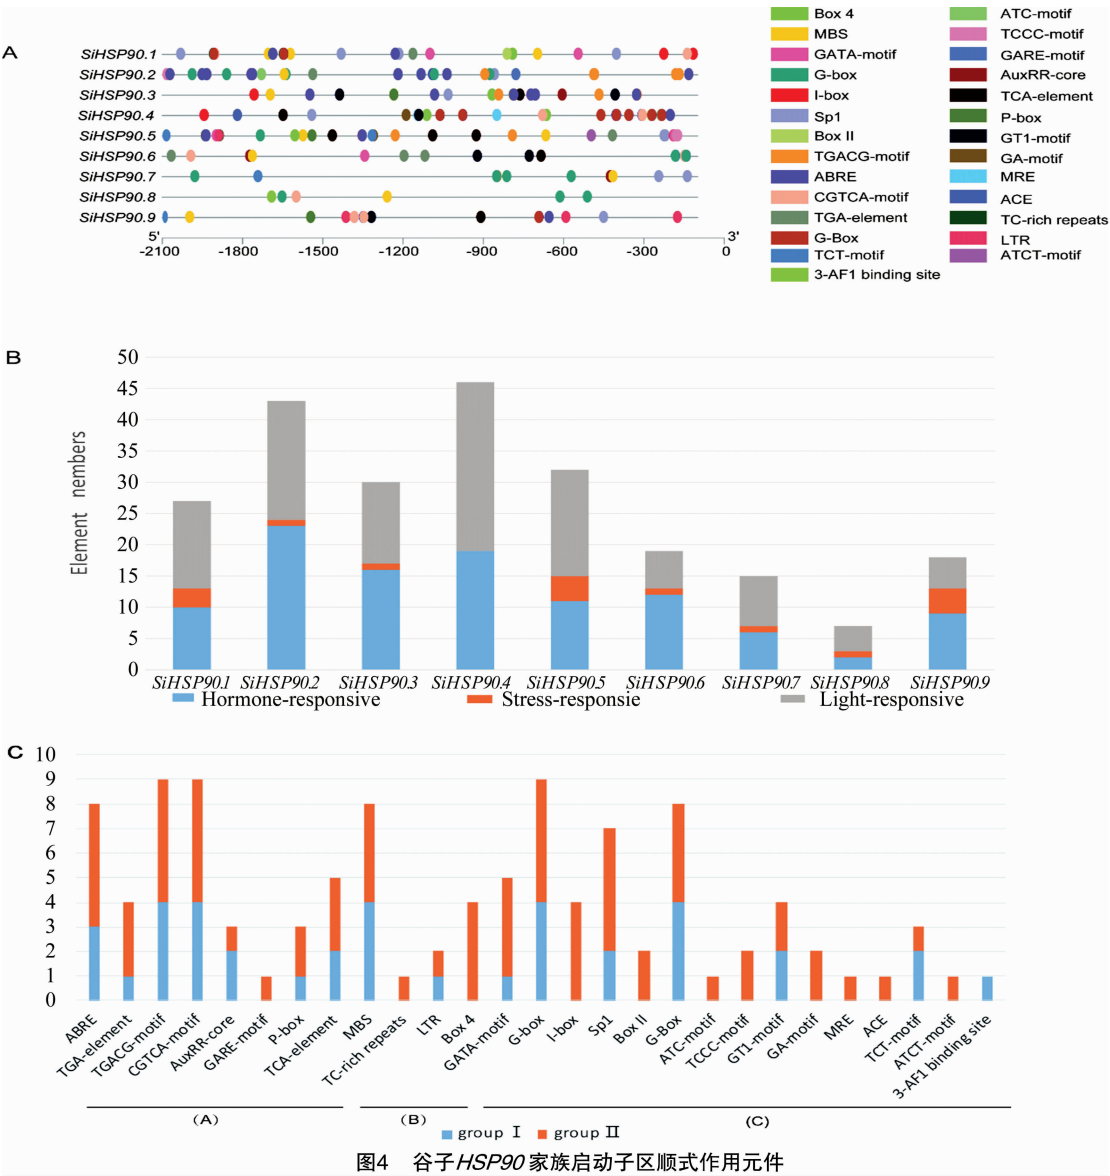 A
SiHSP90.1
SiHSP90.2
SiHSP90.3
SiHSP90.4
SiHSP90.5
SiHSP90.6
SiHSP90.7
SiHSP90.8
SiHSP90.9
5' 3'
-2100 -1800 -1500 -1200 -900 -600 -300 0
Box 4
MBS
GATA-motif
G-box
I-box
Sp1
Box II
TGACG-motif
ABRE
CGTCA-motif
TGA-element
G-Box
TCT-motif
3-AF1 binding site
ATC-motif
TCCC-motif
GARE-motif
AuxRR-core
TCA-element
P-box
GT1-motif
GA-motif
MRE
ACE
TC-rich repeats
LTR
ATCT-motif
B
Element nembers
50
45
40
35
30
25
20
15
10
5
0
SiHSP90.1 SiHSP90.2 SiHSP90.3 SiHSP90.4 SiHSP90.5 SiHSP90.6 SiHSP90.7 SiHSP90.8 SiHSP90.9
Hormone-responsive Stress-responsie Light-responsive
C
10
9
8
7
6
5
4
3
2
1
0
ABRE
TGA-element
TGACG-motif
CGTCA-motif
AuxRR-core
GARE-motif
P-box
TCA-element
MBS
TC-rich repeats
LTR
Box 4
GATA-motif
G-box
I-box
Sp1
Box II
G-Box
ATC-motif
TCCC-motif
GT1-motif
GA-motif
MRE
ACE
TCT-motif
ATCT-motif
3-AF1 binding site
(A) (B) (C)
group Ⅰ group Ⅱ
图4 谷子HSP90家族启动子区顺式作用元件